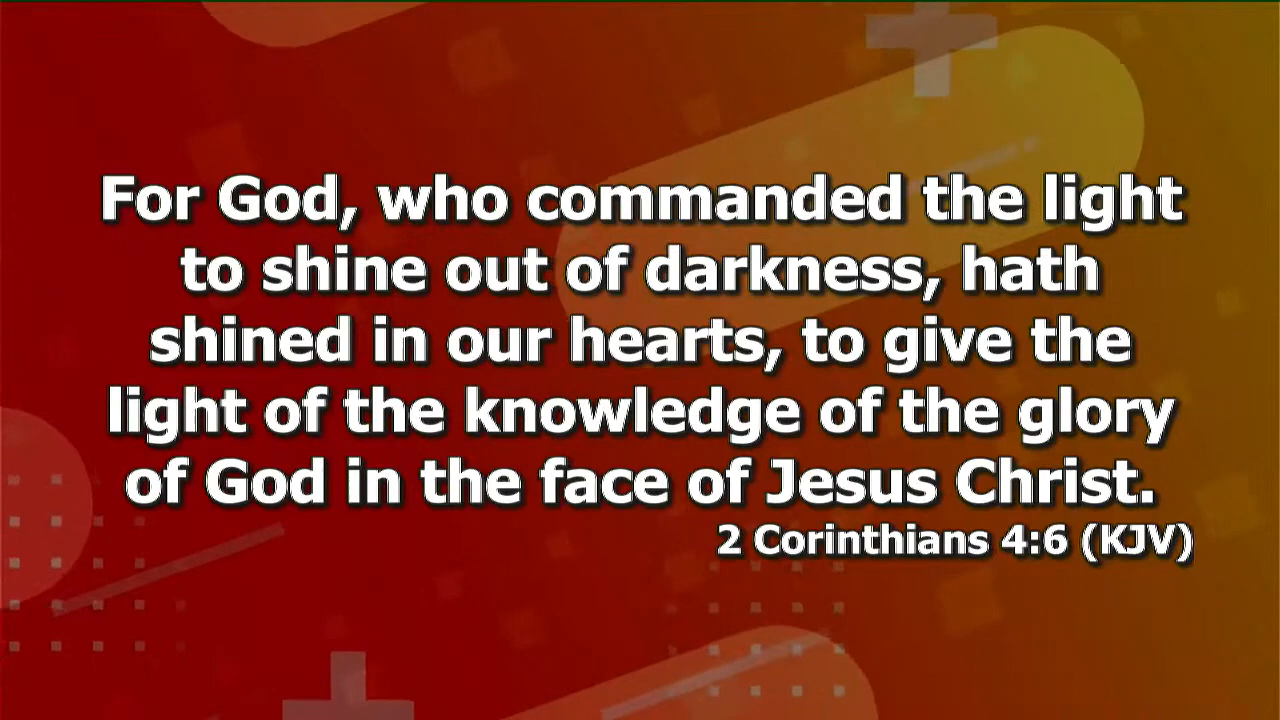 For God, who commanded the light
to shine out of darkness, hath
shined in our hearts, to give the
light of the knowledge of the glory
of God in the face of Jesus Christ.
2 Corinthians 4:6 (KJV)